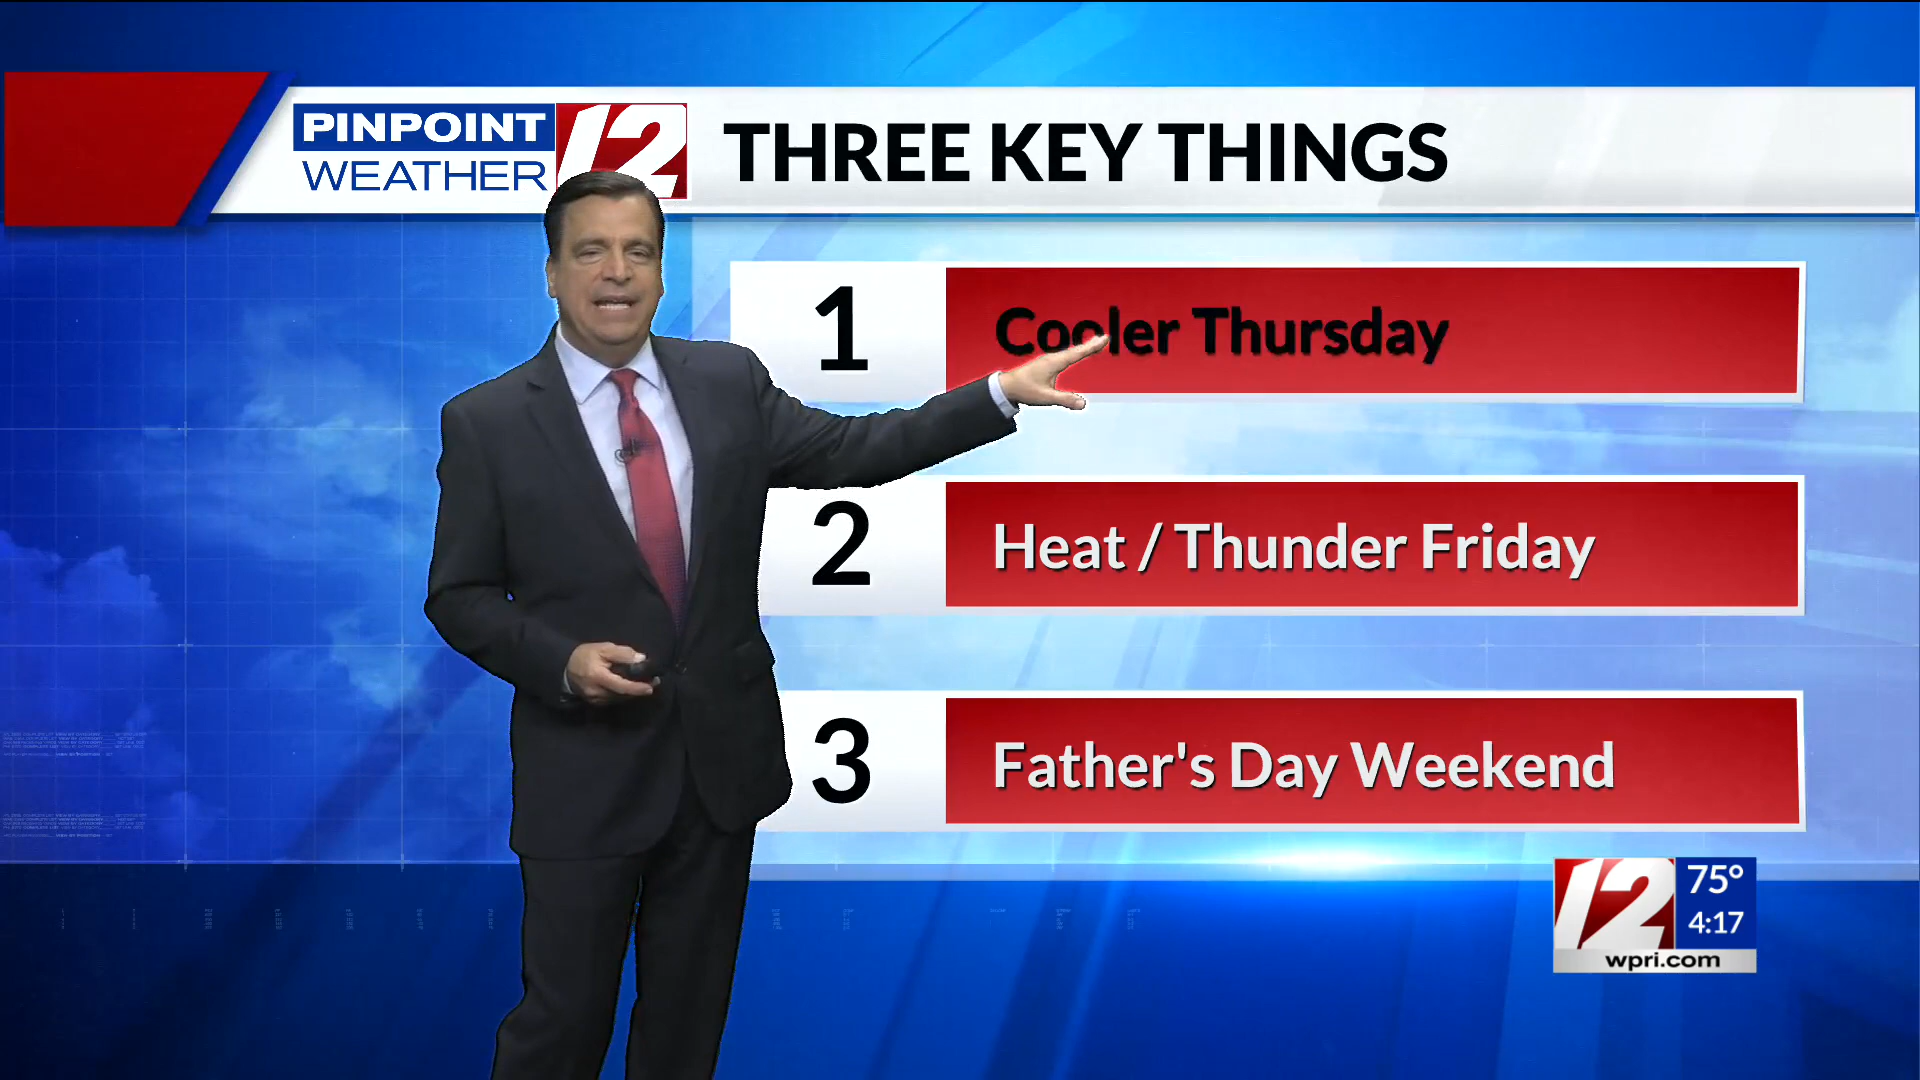 PINPOINT
WEATHER
12
THREE KEY THINGS
1
Cooler Thursday
2
Heat / Thunder Friday
3
Father's Day Weekend
12
75°
4:17
wpri.com